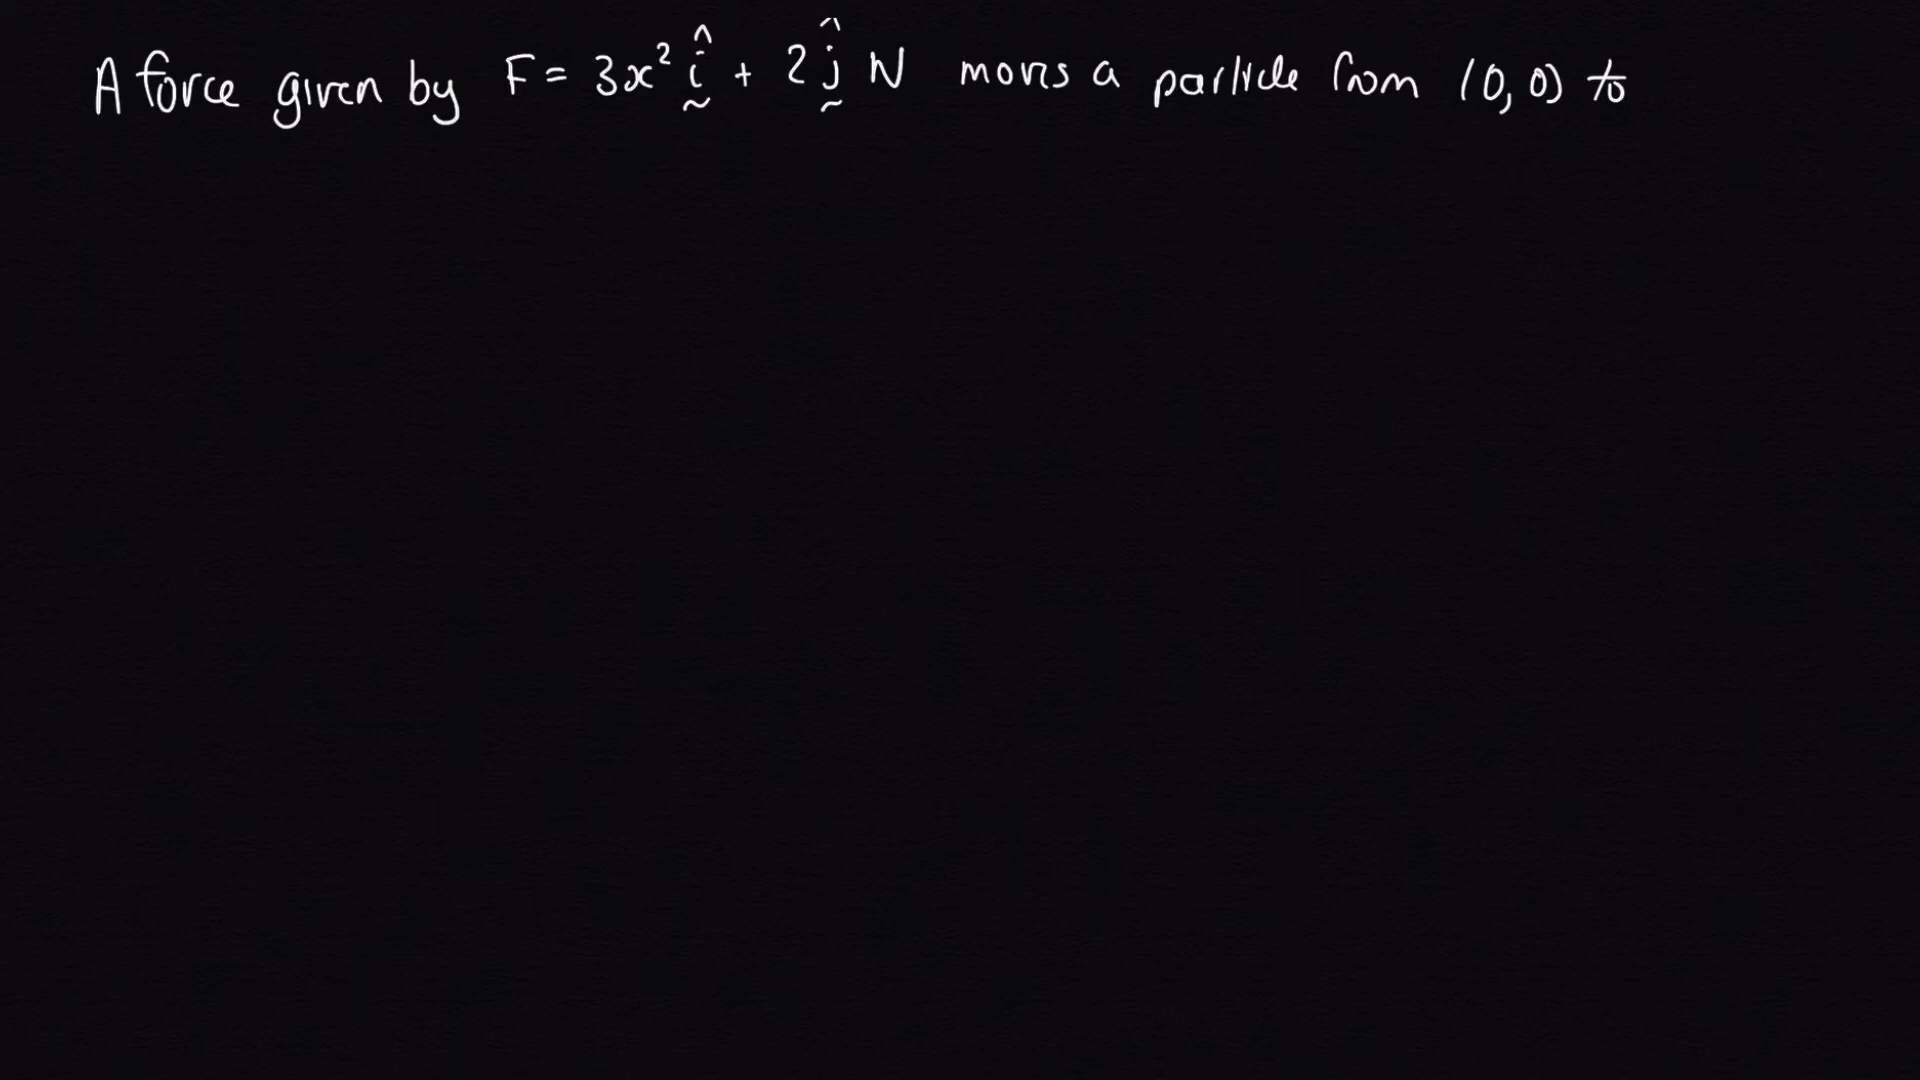 A force given by F = 3x² î + 2 ĵ N moves a particle from (0, 0) to